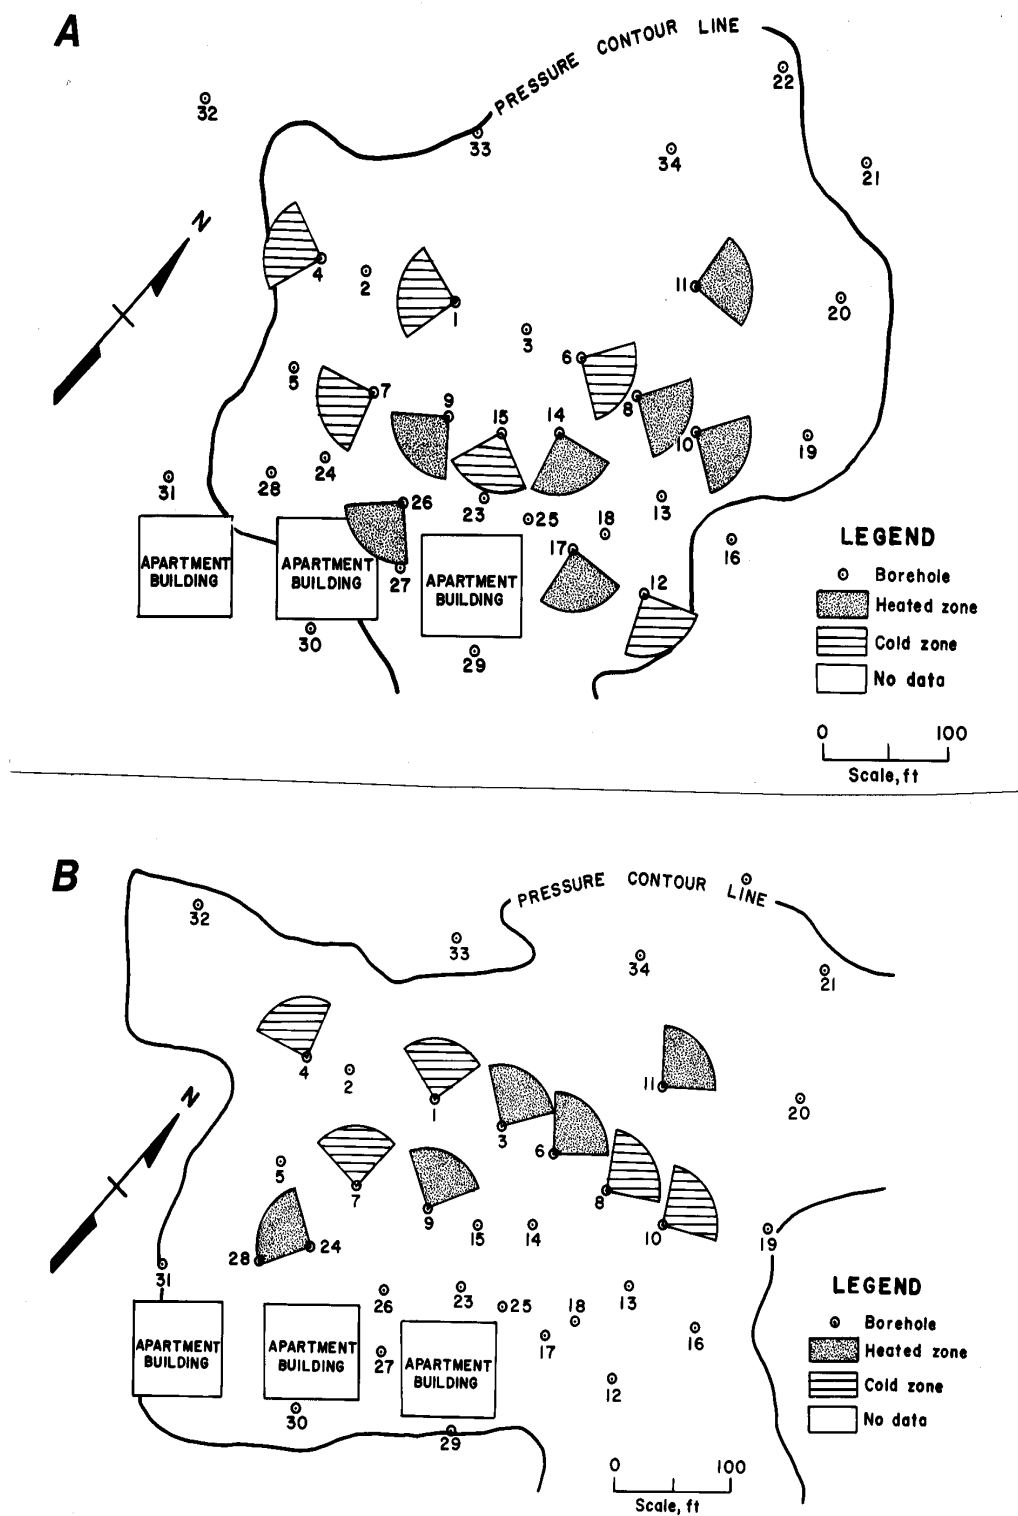 A
PRESSURE CONTOUR LINE
22
32
33
34
21
N
4
2
1
11
20
3
6
5
7
9
15
14
8
10
19
24
28
31
26
23
25
18
13
16
17
12
27
APARTMENT
BUILDING
APARTMENT
BUILDING
APARTMENT
BUILDING
30
29
LEGEND
Borehole
Heated zone
Cold zone
No data
0 100
Scale, ft
B
PRESSURE CONTOUR LINE
32
33
34
21
N
4
2
1
11
20
3
6
5
7
9
8
15
14
10
19
28
24
31
26
23
25
18
13
17
16
27
12
APARTMENT
BUILDING
APARTMENT
BUILDING
APARTMENT
BUILDING
30
29
LEGEND
Borehole
Heated zone
Cold zone
No data
0 100
Scale, ft